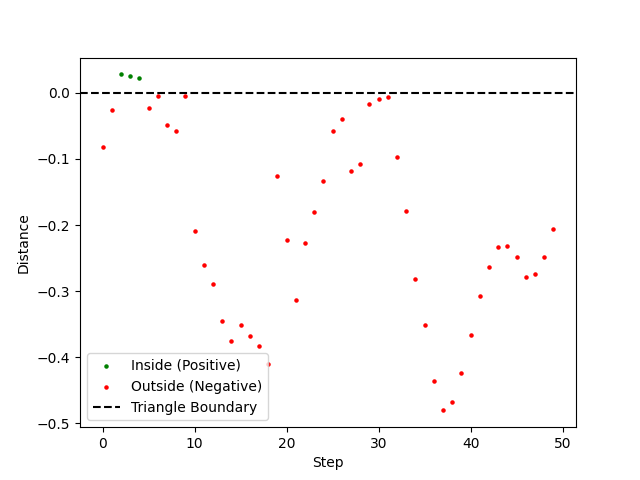 0.0
−0.1
−0.2
−0.3
−0.4
−0.5
Distance
Inside (Positive)
Outside (Negative)
Triangle Boundary
0 10 20 30 40 50
Step